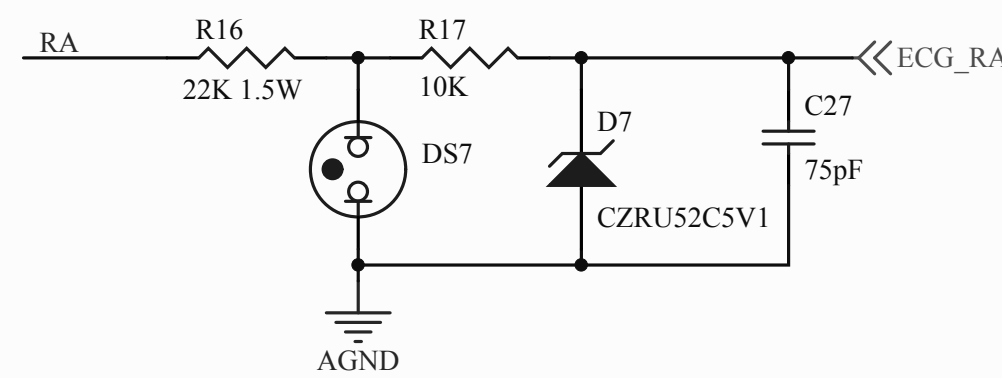 RA
R16
22K 1.5W
R17
10K
DS7
D7
CZRU52C5V1
C27
75pF
ECG_RA
AGND